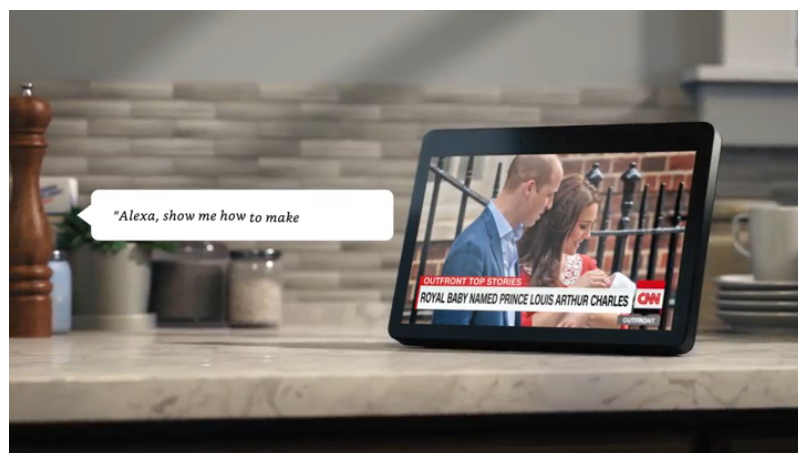 "Alexa, show me how to make
OUTFRONT TOP STORIES
ROYAL BABY NAMED PRINCE LOUIS ARTHUR CHARLES
CNN
OUTFRONT